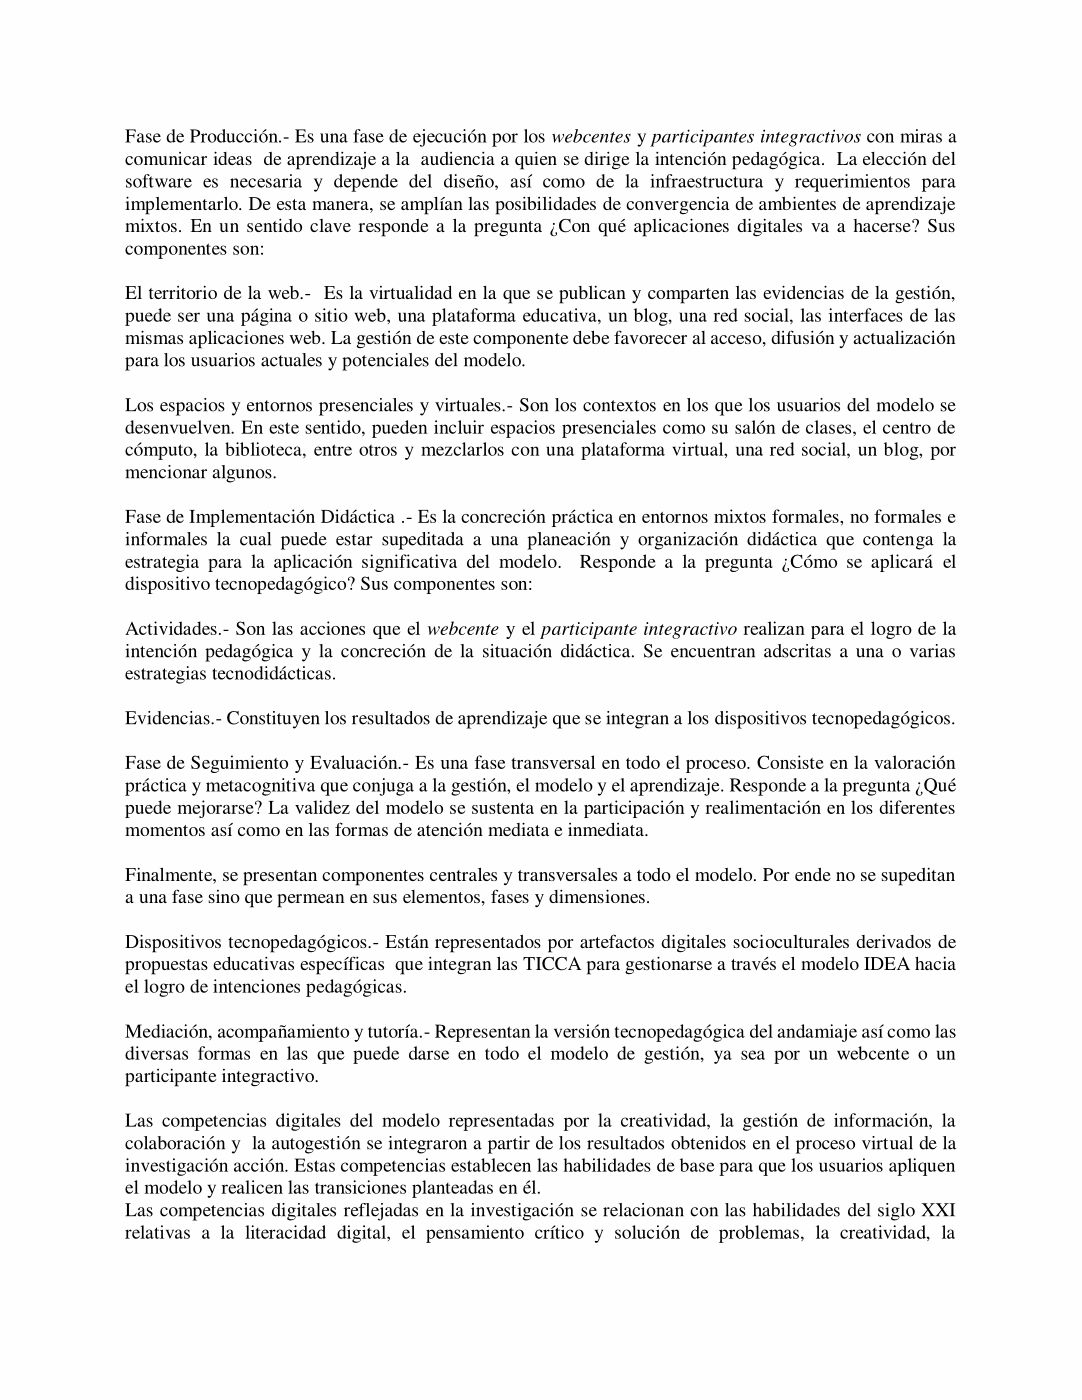 Fase de Producción.- Es una fase de ejecución por los webcentes y participantes integractivos con miras a
comunicar ideas  de aprendizaje a la  audiencia a quien se dirige la intención pedagógica.  La elección del
software es necesaria y depende del diseño, así como de la infraestructura y requerimientos para
implementarlo. De esta manera, se amplían las posibilidades de convergencia de ambientes de aprendizaje
mixtos. En un sentido clave responde a la pregunta ¿Con qué aplicaciones digitales va a hacerse? Sus
componentes son:

El territorio de la web.-  Es la virtualidad en la que se publican y comparten las evidencias de la gestión,
puede ser una página o sitio web, una plataforma educativa, un blog, una red social, las interfaces de las
mismas aplicaciones web. La gestión de este componente debe favorecer al acceso, difusión y actualización
para los usuarios actuales y potenciales del modelo.

Los espacios y entornos presenciales y virtuales.- Son los contextos en los que los usuarios del modelo se
desenvuelven. En este sentido, pueden incluir espacios presenciales como su salón de clases, el centro de
cómputo, la biblioteca, entre otros y mezclarlos con una plataforma virtual, una red social, un blog, por
mencionar algunos.

Fase de Implementación Didáctica .- Es la concreción práctica en entornos mixtos formales, no formales e
informales la cual puede estar supeditada a una planeación y organización didáctica que contenga la
estrategia para la aplicación significativa del modelo.  Responde a la pregunta ¿Cómo se aplicará el
dispositivo tecnopedagógico? Sus componentes son:

Actividades.- Son las acciones que el webcente y el participante integractivo realizan para el logro de la
intención pedagógica y la concreción de la situación didáctica. Se encuentran adscritas a una o varias
estrategias tecnodidácticas.

Evidencias.- Constituyen los resultados de aprendizaje que se integran a los dispositivos tecnopedagógicos.

Fase de Seguimiento y Evaluación.- Es una fase transversal en todo el proceso. Consiste en la valoración
práctica y metacognitiva que conjuga a la gestión, el modelo y el aprendizaje. Responde a la pregunta ¿Qué
puede mejorarse? La validez del modelo se sustenta en la participación y realimentación en los diferentes
momentos así como en las formas de atención mediata e inmediata.

Finalmente, se presentan componentes centrales y transversales a todo el modelo. Por ende no se supeditan
a una fase sino que permean en sus elementos, fases y dimensiones.

Dispositivos tecnopedagógicos.- Están representados por artefactos digitales socioculturales derivados de
propuestas educativas específicas  que integran las TICCA para gestionarse a través el modelo IDEA hacia
el logro de intenciones pedagógicas.

Mediación, acompañamiento y tutoría.- Representan la versión tecnopedagógica del andamiaje así como las
diversas formas en las que puede darse en todo el modelo de gestión, ya sea por un webcente o un
participante integractivo.

Las competencias digitales del modelo representadas por la creatividad, la gestión de información, la
colaboración y  la autogestión se integraron a partir de los resultados obtenidos en el proceso virtual de la
investigación acción. Estas competencias establecen las habilidades de base para que los usuarios apliquen
el modelo y realicen las transiciones planteadas en él.
Las competencias digitales reflejadas en la investigación se relacionan con las habilidades del siglo XXI
relativas a la literacidad digital, el pensamiento crítico y solución de problemas, la creatividad, la